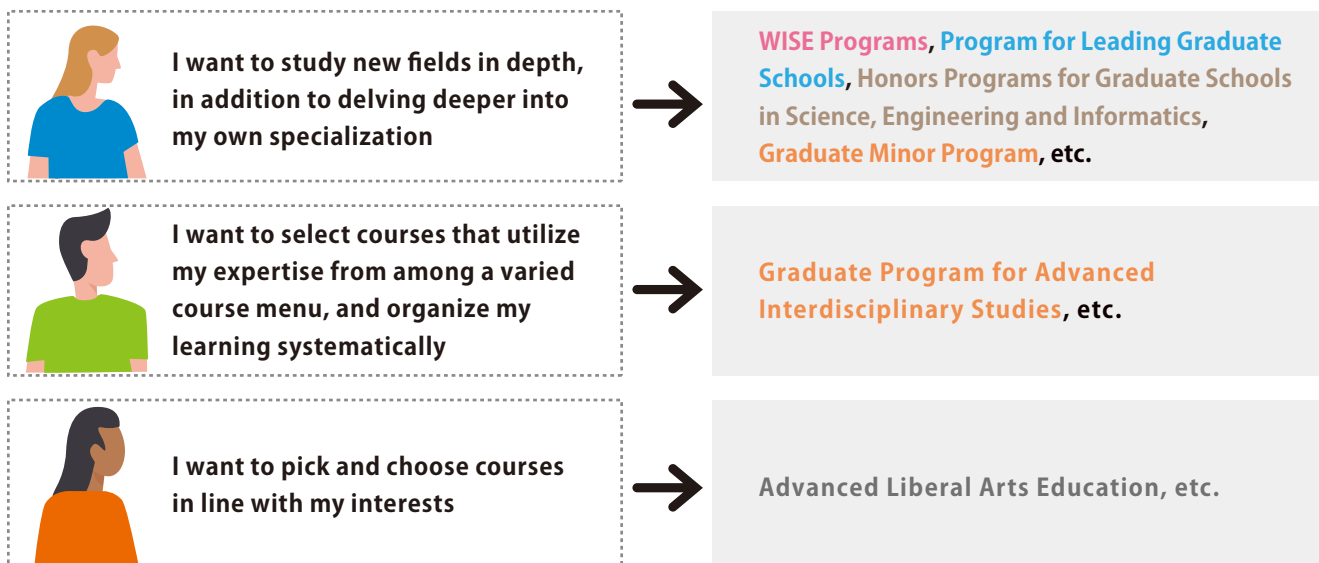 I want to study new fields in depth,
in addition to delving deeper into
my own specialization
WISE Programs, Program for Leading Graduate
Schools, Honors Programs for Graduate Schools
in Science, Engineering and Informatics,
Graduate Minor Program, etc.
I want to select courses that utilize
my expertise from among a varied
course menu, and organize my
learning systematically
Graduate Program for Advanced
Interdisciplinary Studies, etc.
I want to pick and choose courses
in line with my interests
Advanced Liberal Arts Education, etc.